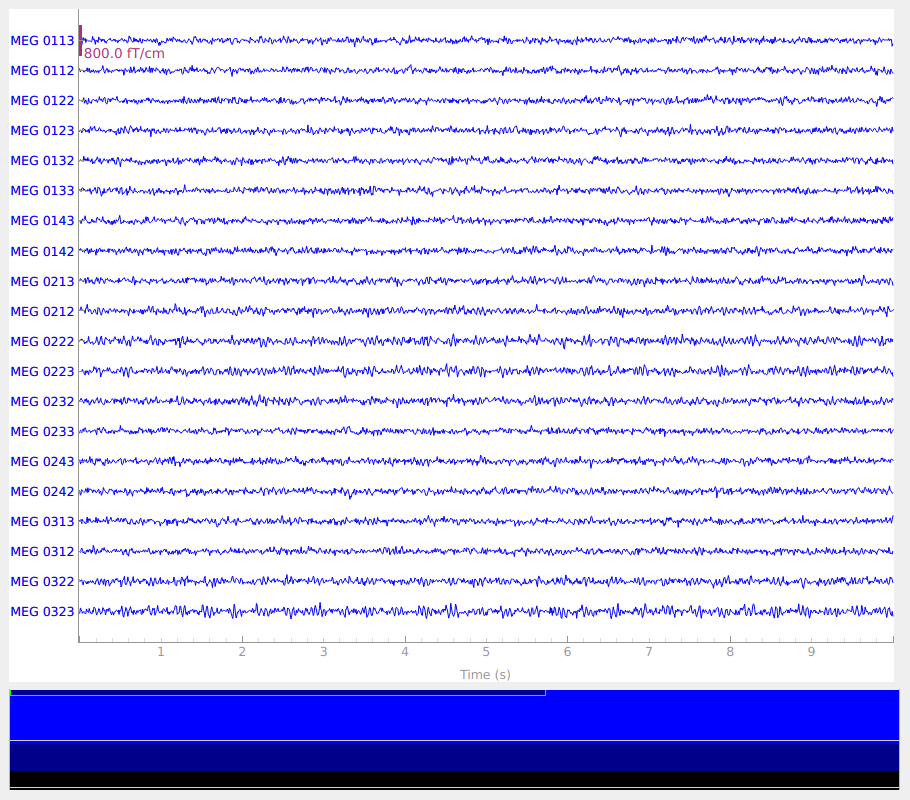 MEG 0113
800.0 fT/cm
MEG 0112
MEG 0122
MEG 0123
MEG 0132
MEG 0133
MEG 0143
MEG 0142
MEG 0213
MEG 0212
MEG 0222
MEG 0223
MEG 0232
MEG 0233
MEG 0243
MEG 0242
MEG 0313
MEG 0312
MEG 0322
MEG 0323
1 2 3 4 5 6 7 8 9
Time (s)